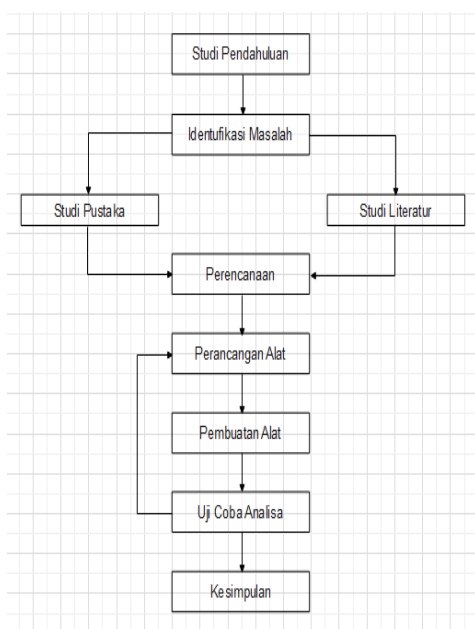 Studi Pendahuluan
Identufikasi Masalah
Studi Pustaka
Studi Literatur
Perencanaan
Perancangan Alat
Pembuatan Alat
Uji Coba Analisa
Kesimpulan